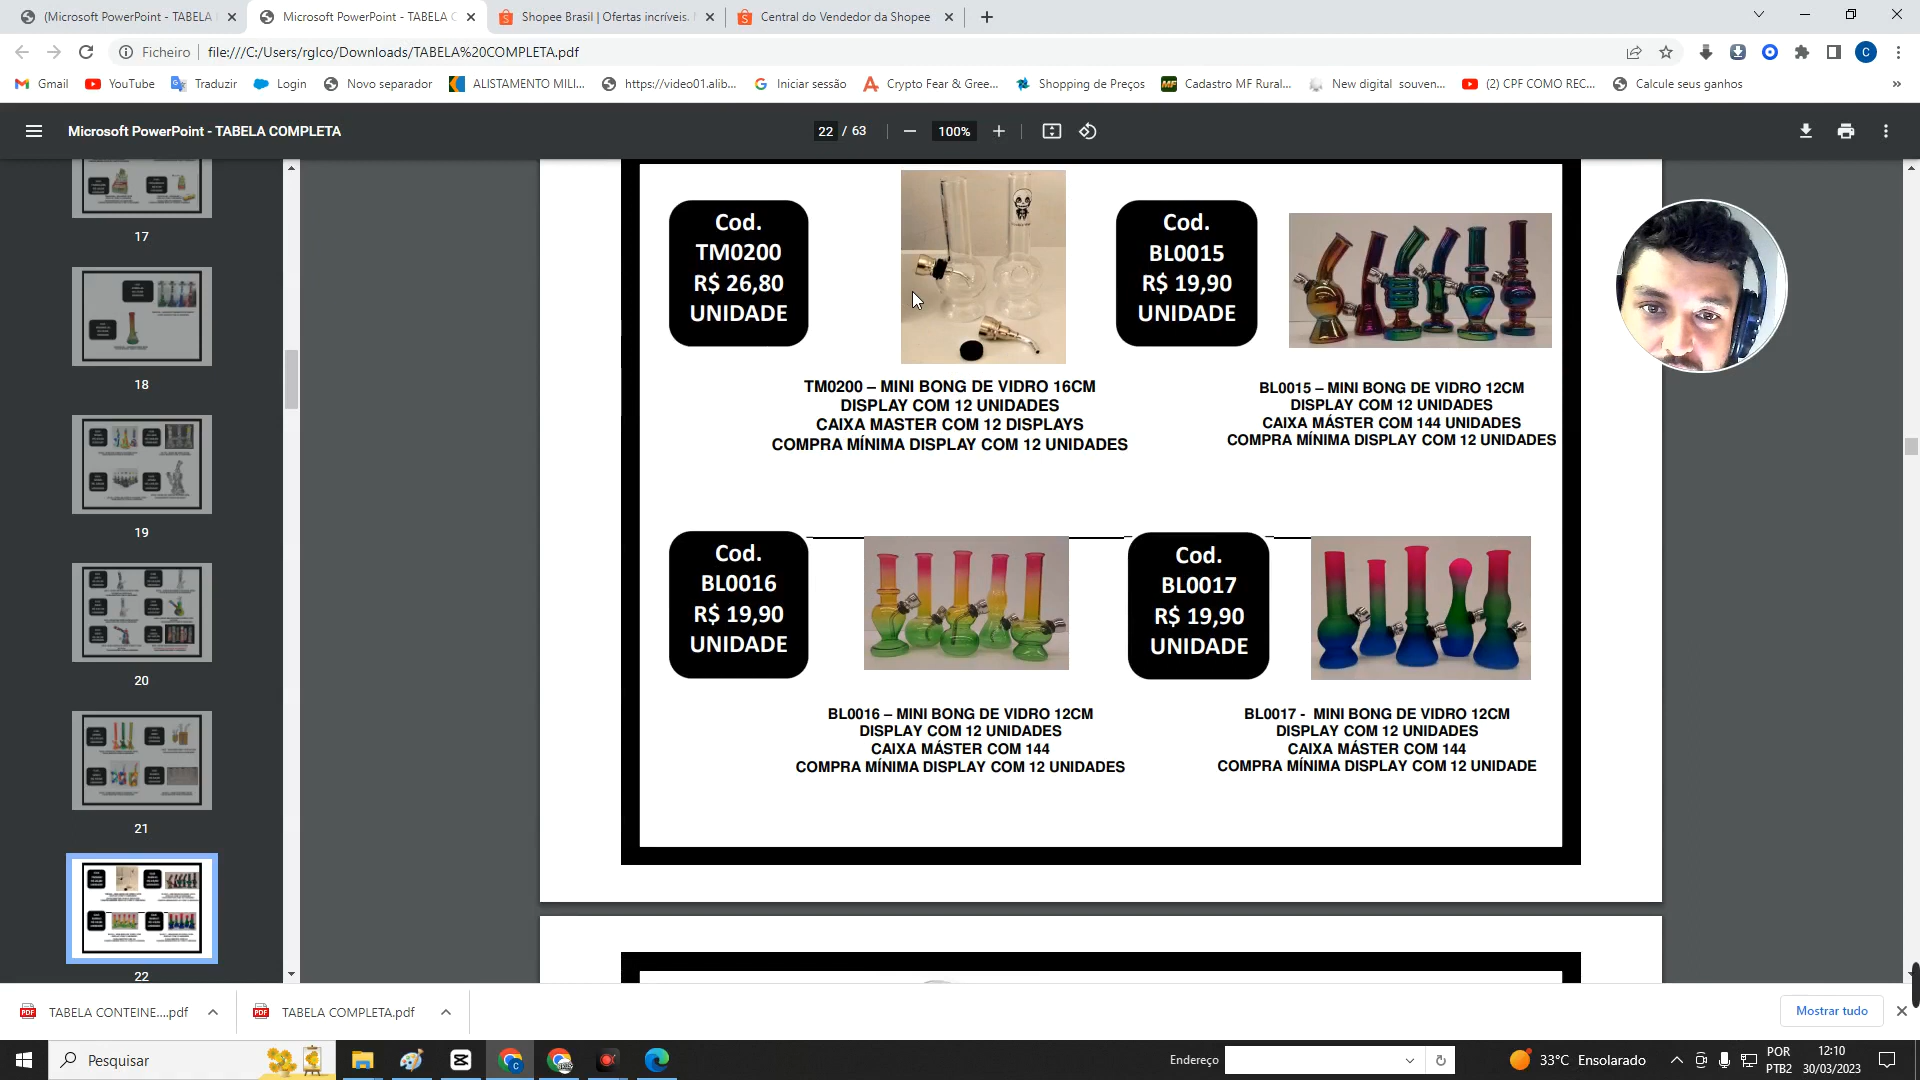 (Microsoft PowerPoint - TABELA
Microsoft PowerPoint - TABELA C
Shopee Brasil | Ofertas incríveis.
Central do Vendedor da Shopee
Ficheiro
file:///C:/Users/rglco/Downloads/TABELA%20COMPLETA.pdf
C
Gmail
YouTube
Traduzir
Login
Novo separador
ALISTAMENTO MILI...
https://video01.alib...
Iniciar sessão
Crypto Fear & Gree...
Shopping de Preços
Cadastro MF Rural...
New digital souven...
(2) CPF COMO REC...
Calcule seus ganhos
»
Microsoft PowerPoint - TABELA COMPLETA
22 / 63
100%
17
18
19
20
21
22
Cod.
TM0200
R$ 26,80
UNIDADE
TM0200 – MINI BONG DE VIDRO 16CM
DISPLAY COM 12 UNIDADES
CAIXA MASTER COM 12 DISPLAYS
COMPRA MÍNIMA DISPLAY COM 12 UNIDADES
Cod.
BL0015
R$ 19,90
UNIDADE
BL0015 – MINI BONG DE VIDRO 12CM
DISPLAY COM 12 UNIDADES
CAIXA MÁSTER COM 144 UNIDADES
COMPRA MÍNIMA DISPLAY COM 12 UNIDADES
Cod.
BL0016
R$ 19,90
UNIDADE
BL0016 – MINI BONG DE VIDRO 12CM
DISPLAY COM 12 UNIDADES
CAIXA MÁSTER COM 144
COMPRA MÍNIMA DISPLAY COM 12 UNIDADES
Cod.
BL0017
R$ 19,90
UNIDADE
BL0017 - MINI BONG DE VIDRO 12CM
DISPLAY COM 12 UNIDADES
CAIXA MÁSTER COM 144
COMPRA MÍNIMA DISPLAY COM 12 UNIDADE
TABELA CONTEINE....pdf
TABELA COMPLETA.pdf
Mostrar tudo
Pesquisar
Endereço
33°C Ensolarado
POR
PTB2
12:10
30/03/2023